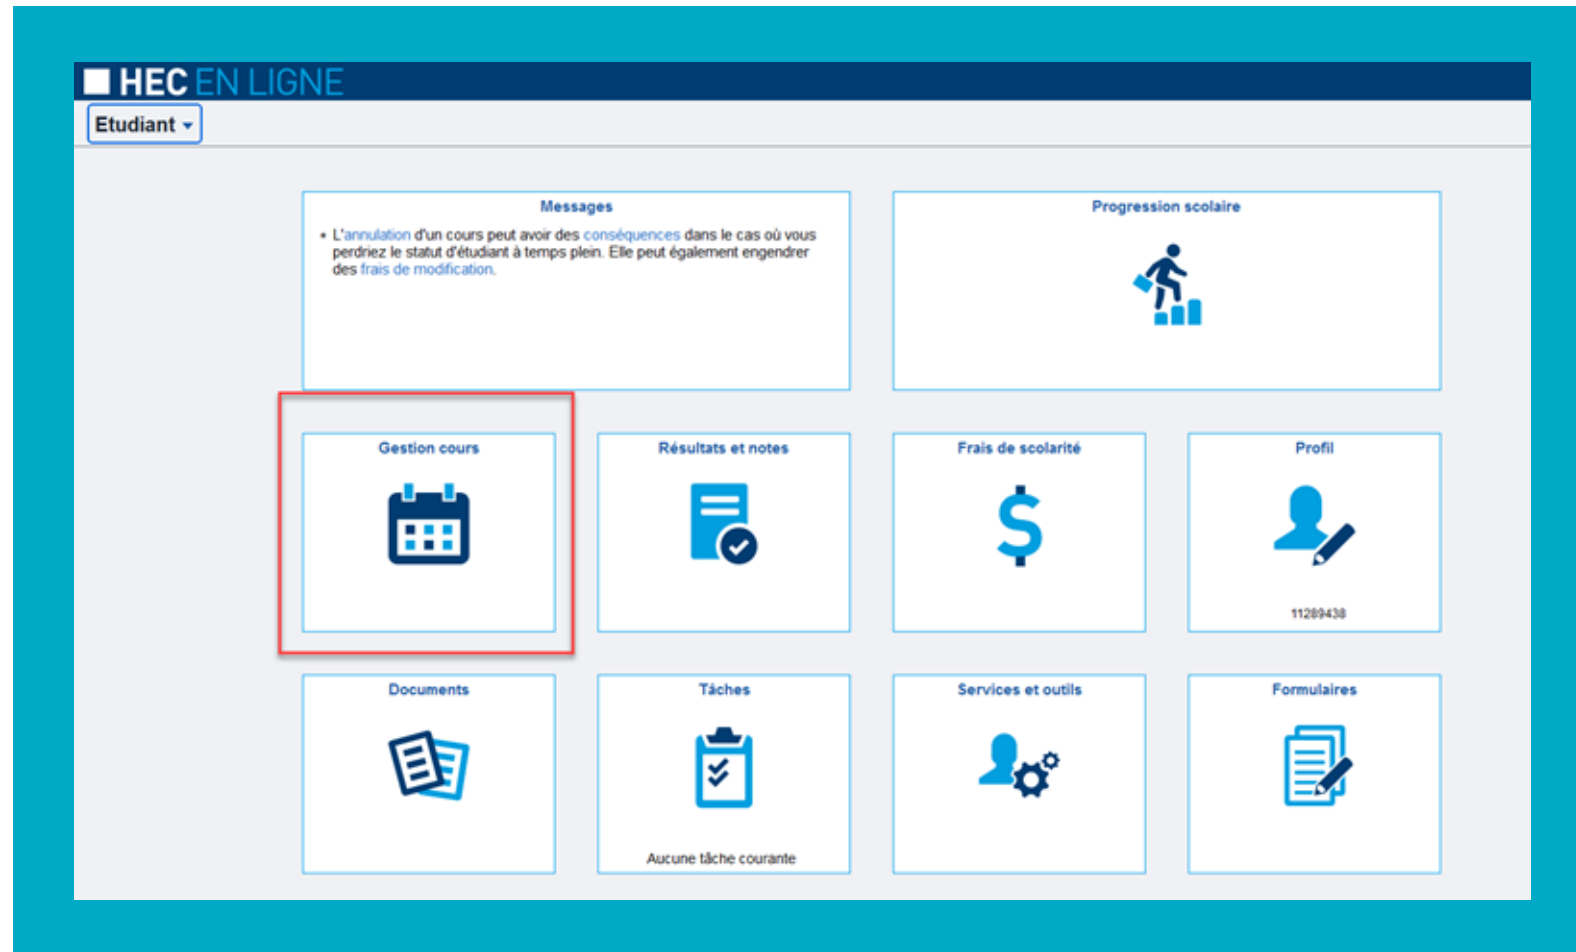 HEC EN LIGNE
Etudiant
Messages
L'annulation d'un cours peut avoir des conséquences dans le cas où vous
perdriez le statut d'étudiant à temps plein. Elle peut également engendrer
des frais de modification.
Progression scolaire
Gestion cours
Résultats et notes
Frais de scolarité
$
Profil
11289438
Documents
Tâches
Aucune tâche courante
Services et outils
Formulaires